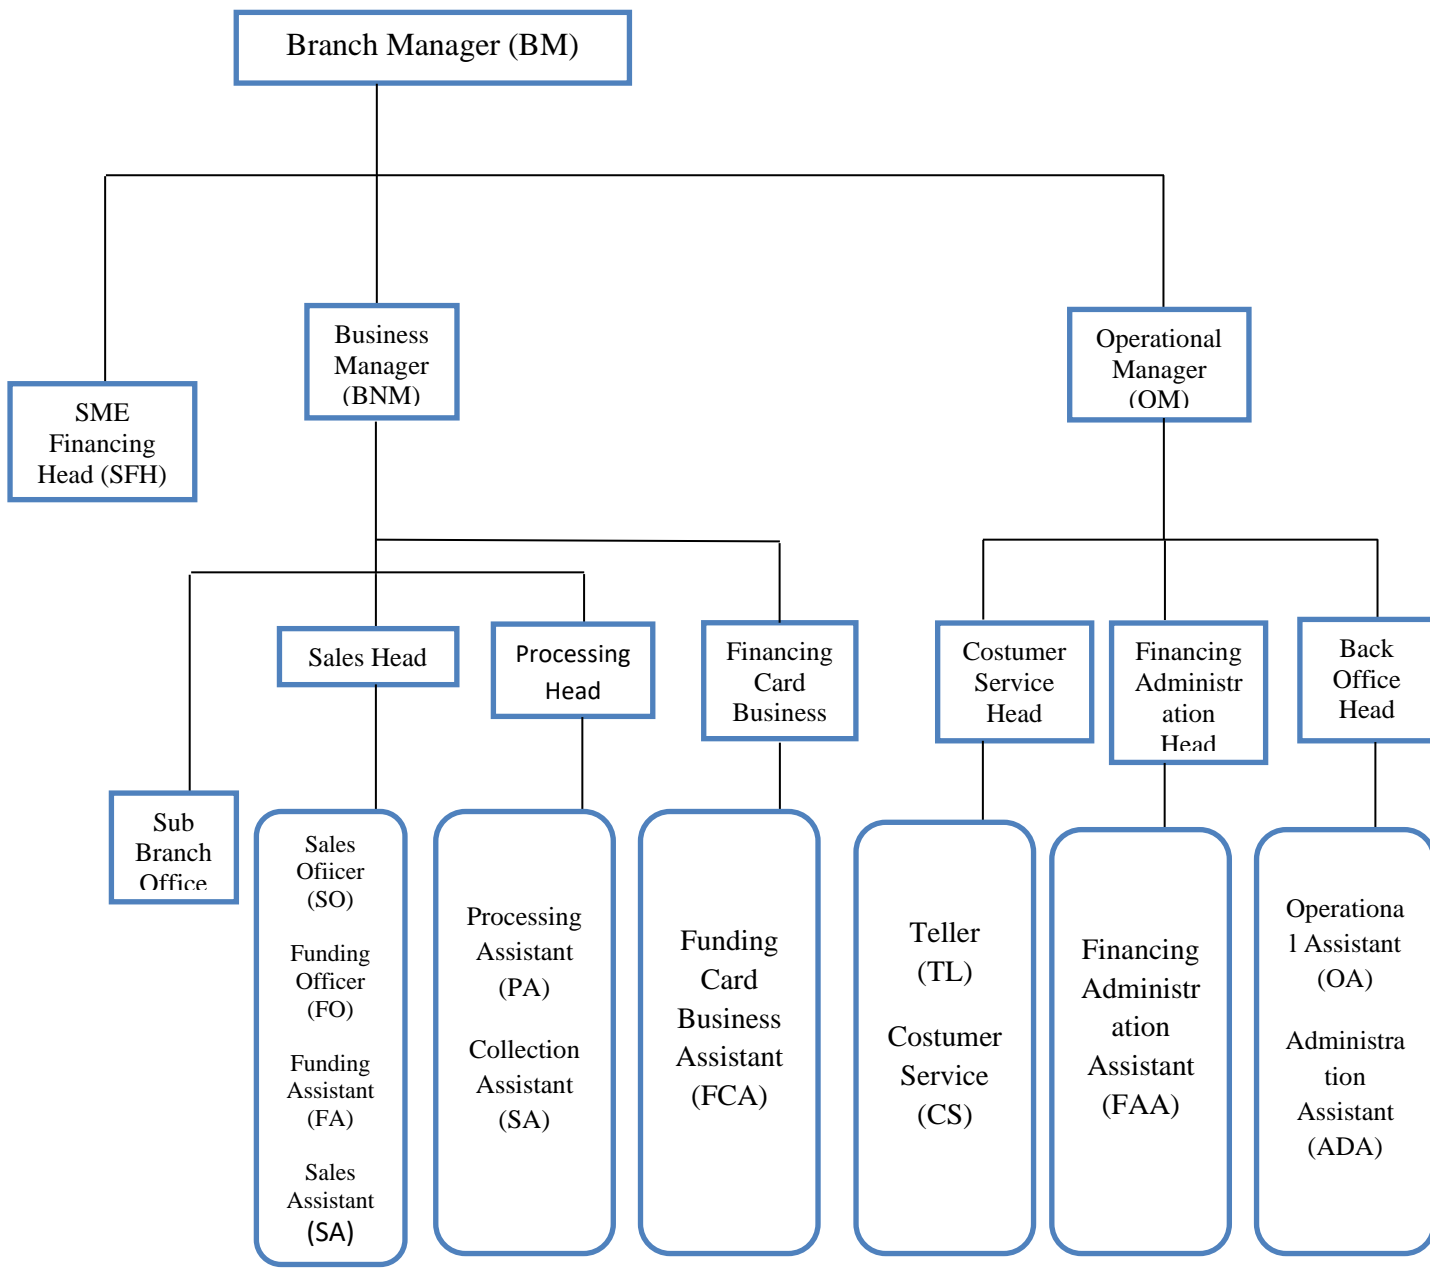 Branch Manager (BM)
Business
Manager
(BNM)
Operational
Manager
(OM)
SME
Financing
Head (SFH)
Sales Head
Processing
Head
Financing
Card
Business
Costumer
Service
Head
Financing
Administr
ation
Head
Back
Office
Head
Sub
Branch
Office
Sales
Ofiicer
(SO)
Funding
Officer
(FO)
Funding
Assistant
(FA)
Sales
Assistant
(SA)
Processing
Assistant
(PA)
Collection
Assistant
(SA)
Funding
Card
Business
Assistant
(FCA)
Teller
(TL)
Costumer
Service
(CS)
Financing
Administr
ation
Assistant
(FAA)
Operationa
l Assistant
(OA)
Administra
tion
Assistant
(ADA)